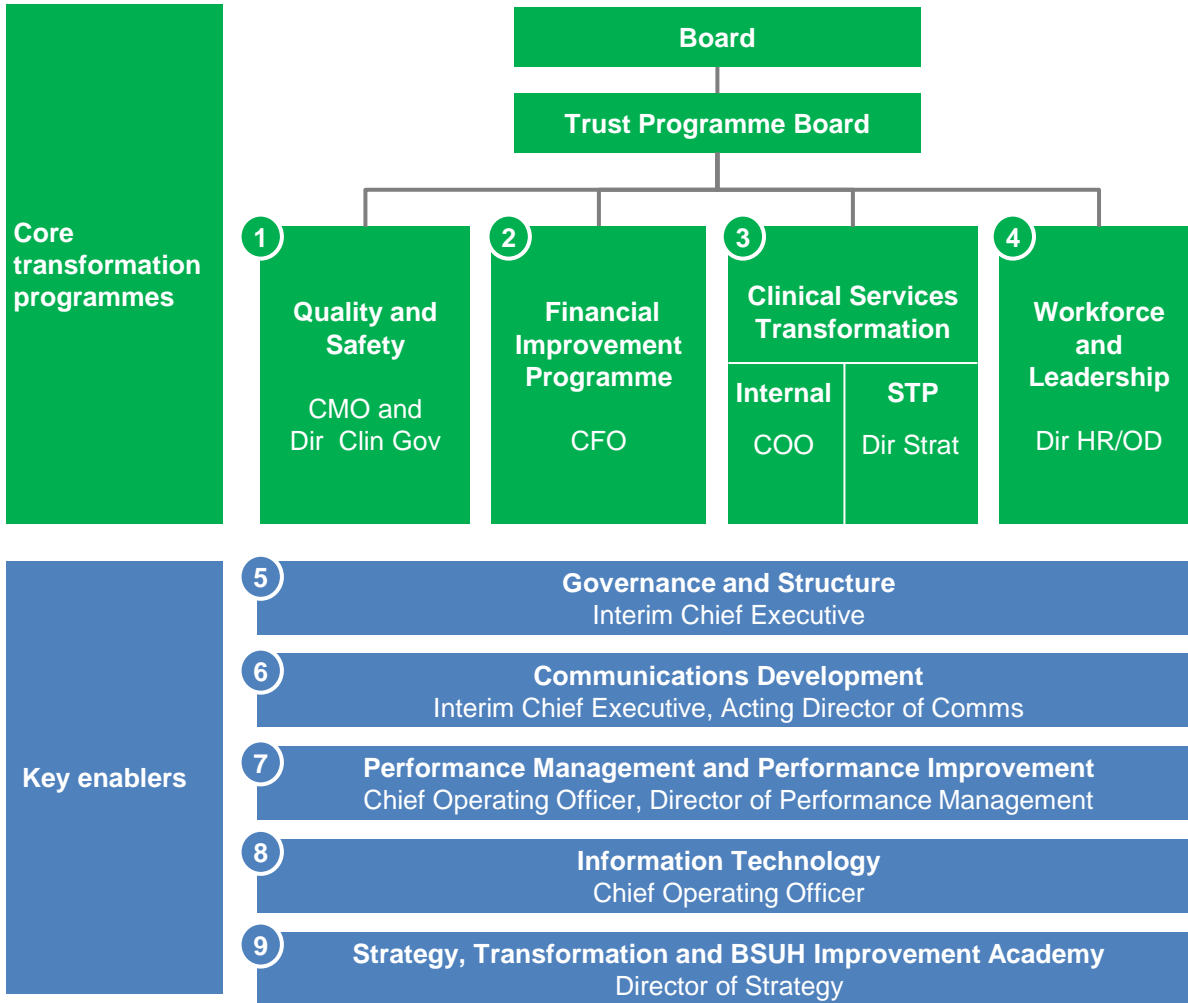 Board
Trust Programme Board
Core
transformation
programmes
1
Quality and
Safety
CMO and
Dir Clin Gov
2
Financial
Improvement
Programme
CFO
3
Clinical Services
Transformation
Internal
COO
STP
Dir Strat
4
Workforce
and
Leadership
Dir HR/OD
Key enablers
5
Governance and Structure
Interim Chief Executive
6
Communications Development
Interim Chief Executive, Acting Director of Comms
7
Performance Management and Performance Improvement
Chief Operating Officer, Director of Performance Management
8
Information Technology
Chief Operating Officer
9
Strategy, Transformation and BSUH Improvement Academy
Director of Strategy